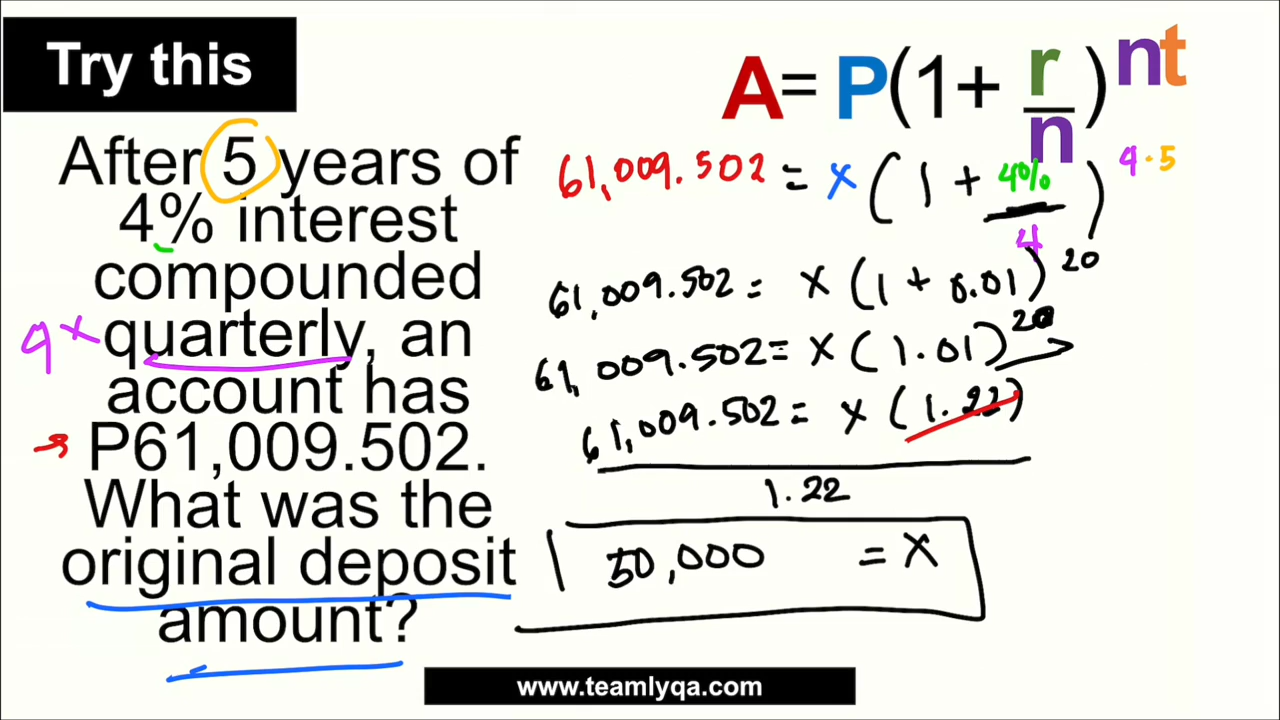 Try this
After 5 years of
4% interest
compounded
quarterly, an
account has
P61,009.502.
What was the
original deposit
amount?
4x
A= P(1+ r/n)^nt
61,009.502 = x (1 + 4%/4)^4·5
61,009.502 = x (1 + 0.01)^20
61,009.502 = x (1.01)^20
61,009.502 = x (1.22)
1.22
50,000 = x
www.teamlyqa.com